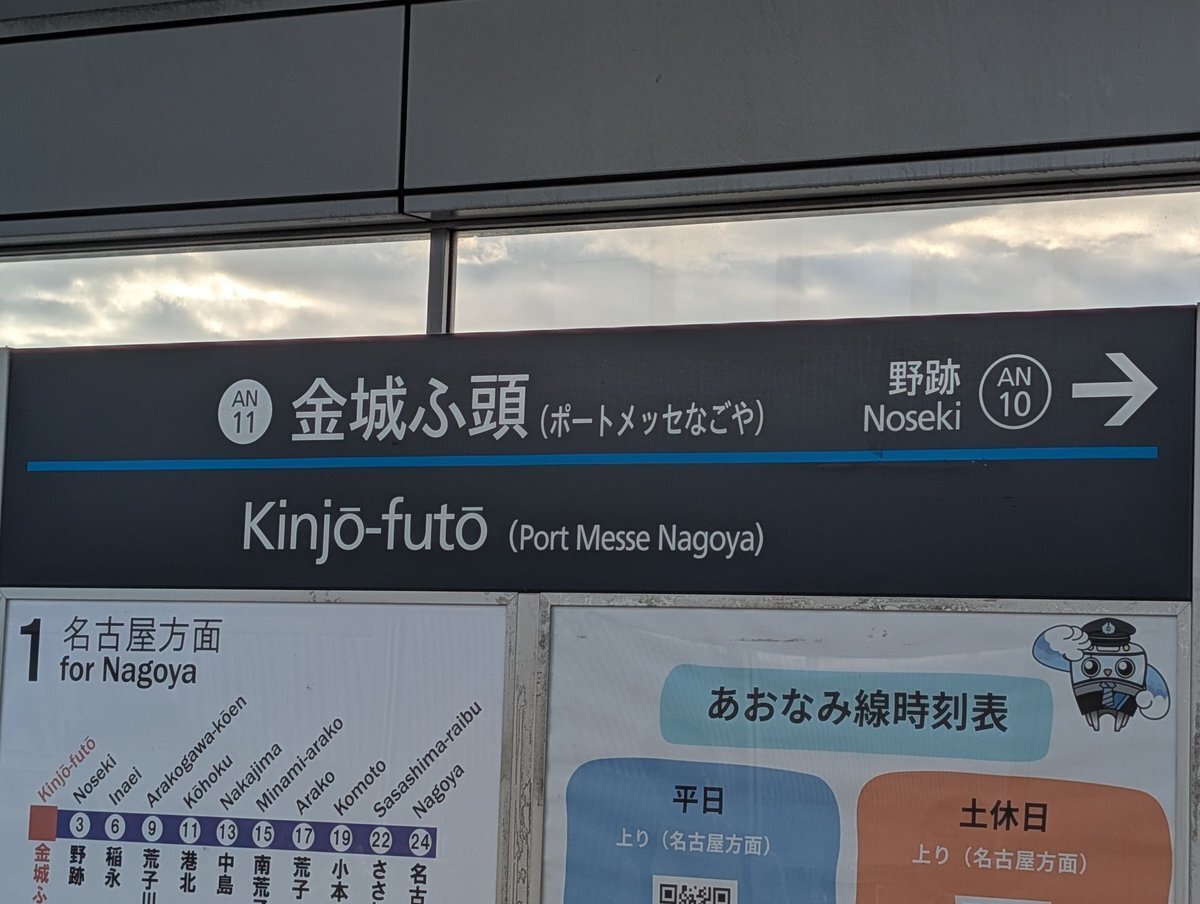 AN
11
金城ふ頭 (ポートメッセなごや)
野跡
Noseki
AN
10
Kinjō-futō (Port Messe Nagoya)
1 名古屋方面
for Nagoya
Kinjō-futō
Noseki
Inaei
Arakogawa-kōen
Kōhoku
Nakajima
Minami-arako
Arako
Komoto
Sasashima-raibu
Nagoya
3 6 9 11 13 15 17 19 22 24
金城ふ
野跡
稲永
荒子川
港北
中島
南荒子
荒子
小本
ささ
名古
あおなみ線時刻表
平日
上り（名古屋方面）
土休日
上り（名古屋方面）